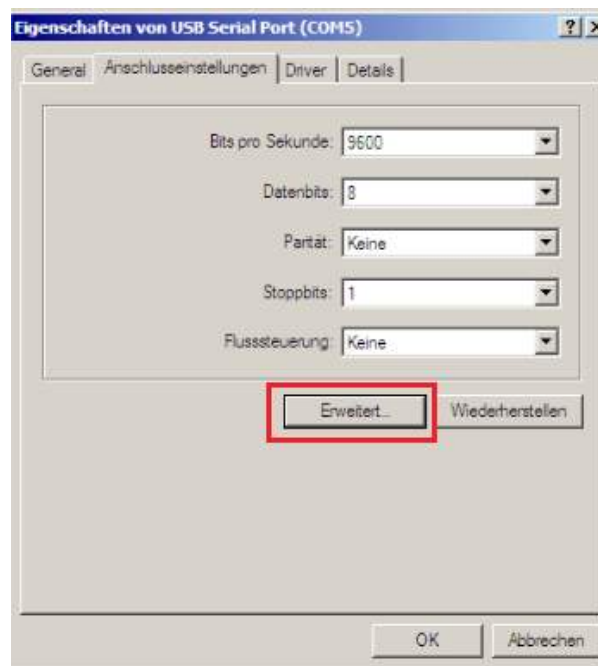 Eigenschaften von USB Serial Port (COM5)
General Anschlusseinstellungen Driver Details
Bits pro Sekunde: 9600
Datenbits: 8
Parität: Keine
Stoppbits: 1
Flusssteuerung: Keine
Erweitert... Wiederherstellen
OK Abbrechen